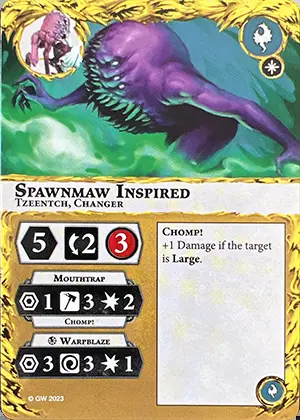 Spawnmaw Inspired
Tzeentch, Changer
5 2 3
Mouthtrap
1 3 2
Chomp!
Warpblaze
3 3 1
© GW 2023
Chomp!
+1 Damage if the target
is Large.